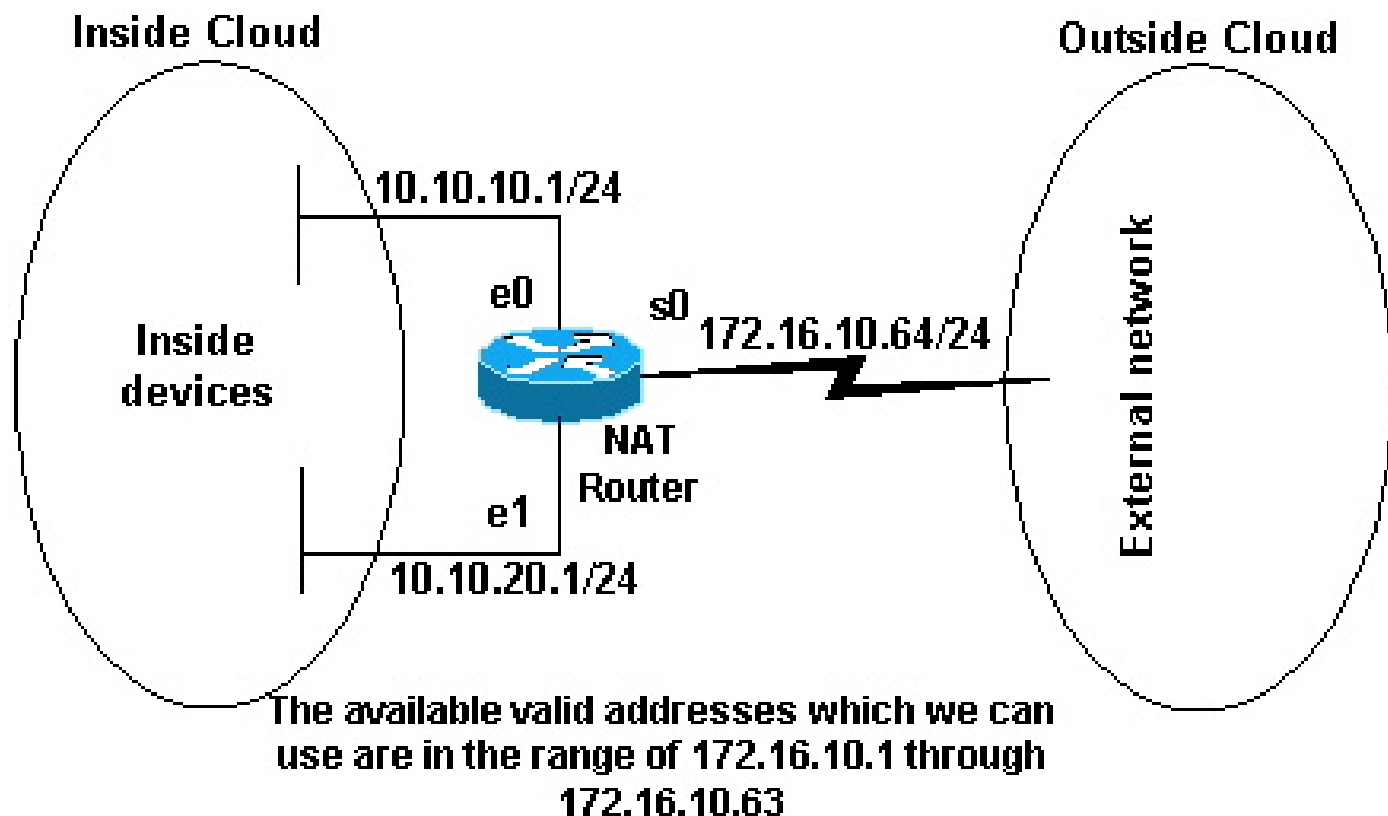 Inside Cloud
Outside Cloud
10.10.10.1/24
e0
s0
172.16.10.64/24
Inside
devices
External network
NAT
Router
e1
10.10.20.1/24
The available valid addresses which we can
use are in the range of 172.16.10.1 through
172.16.10.63